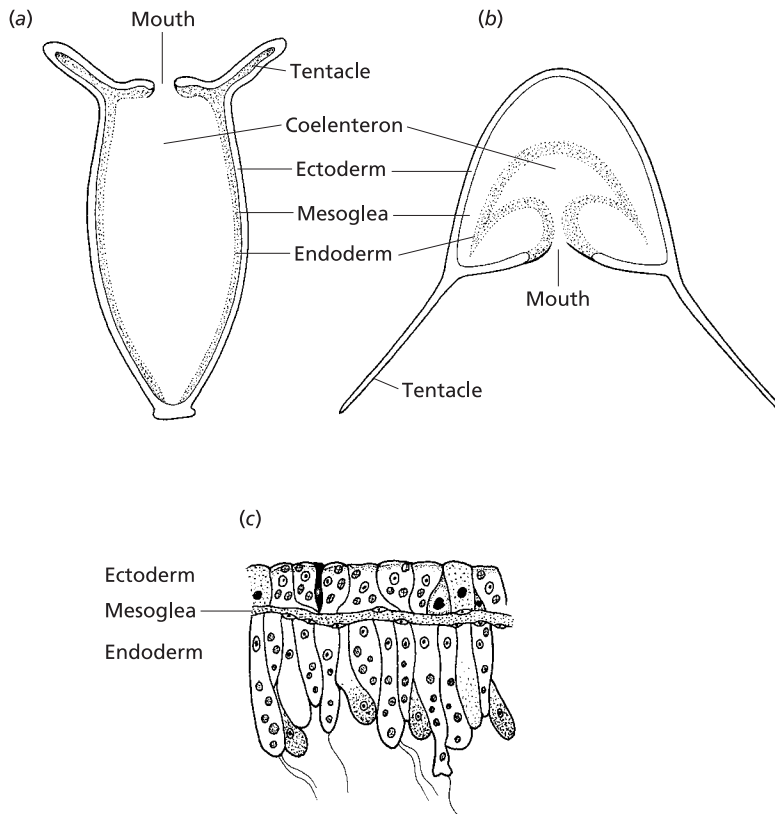 (a)
Mouth
(b)
Tentacle
Coelenteron
Ectoderm
Mesoglea
Endoderm
Mouth
Tentacle
(c)
Ectoderm
Mesoglea
Endoderm